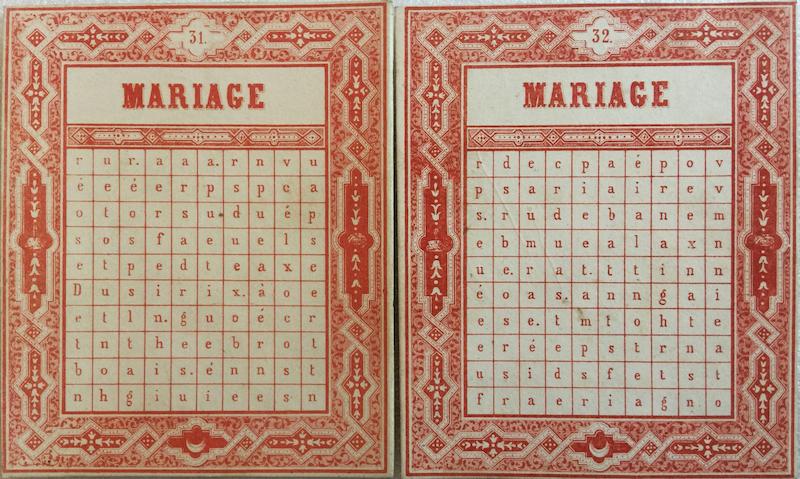 31.
MARIAGE
r u r. a a a. r n v u
é e é e r p s p c a
o t o r s u d u é p
s o s f a e u e l s
e t p e d t e a x e
D u s i r i x. à o e
e t l n. g u v é c r
t n t h e e b r o t
b o a i s. é n n s t
n h g i u i e e s n
32.
MARIAGE
d e c p a é p o v
p s a r i a i r e v
s. r u d e b a n e m
e b m u e a l a x n
u e. r a t. t t i n n
é o a s a n n g a i
e s e. t m f o h t e
e r é e p s t r n a
u s i d s f e t s t
f r a e r i a g n o